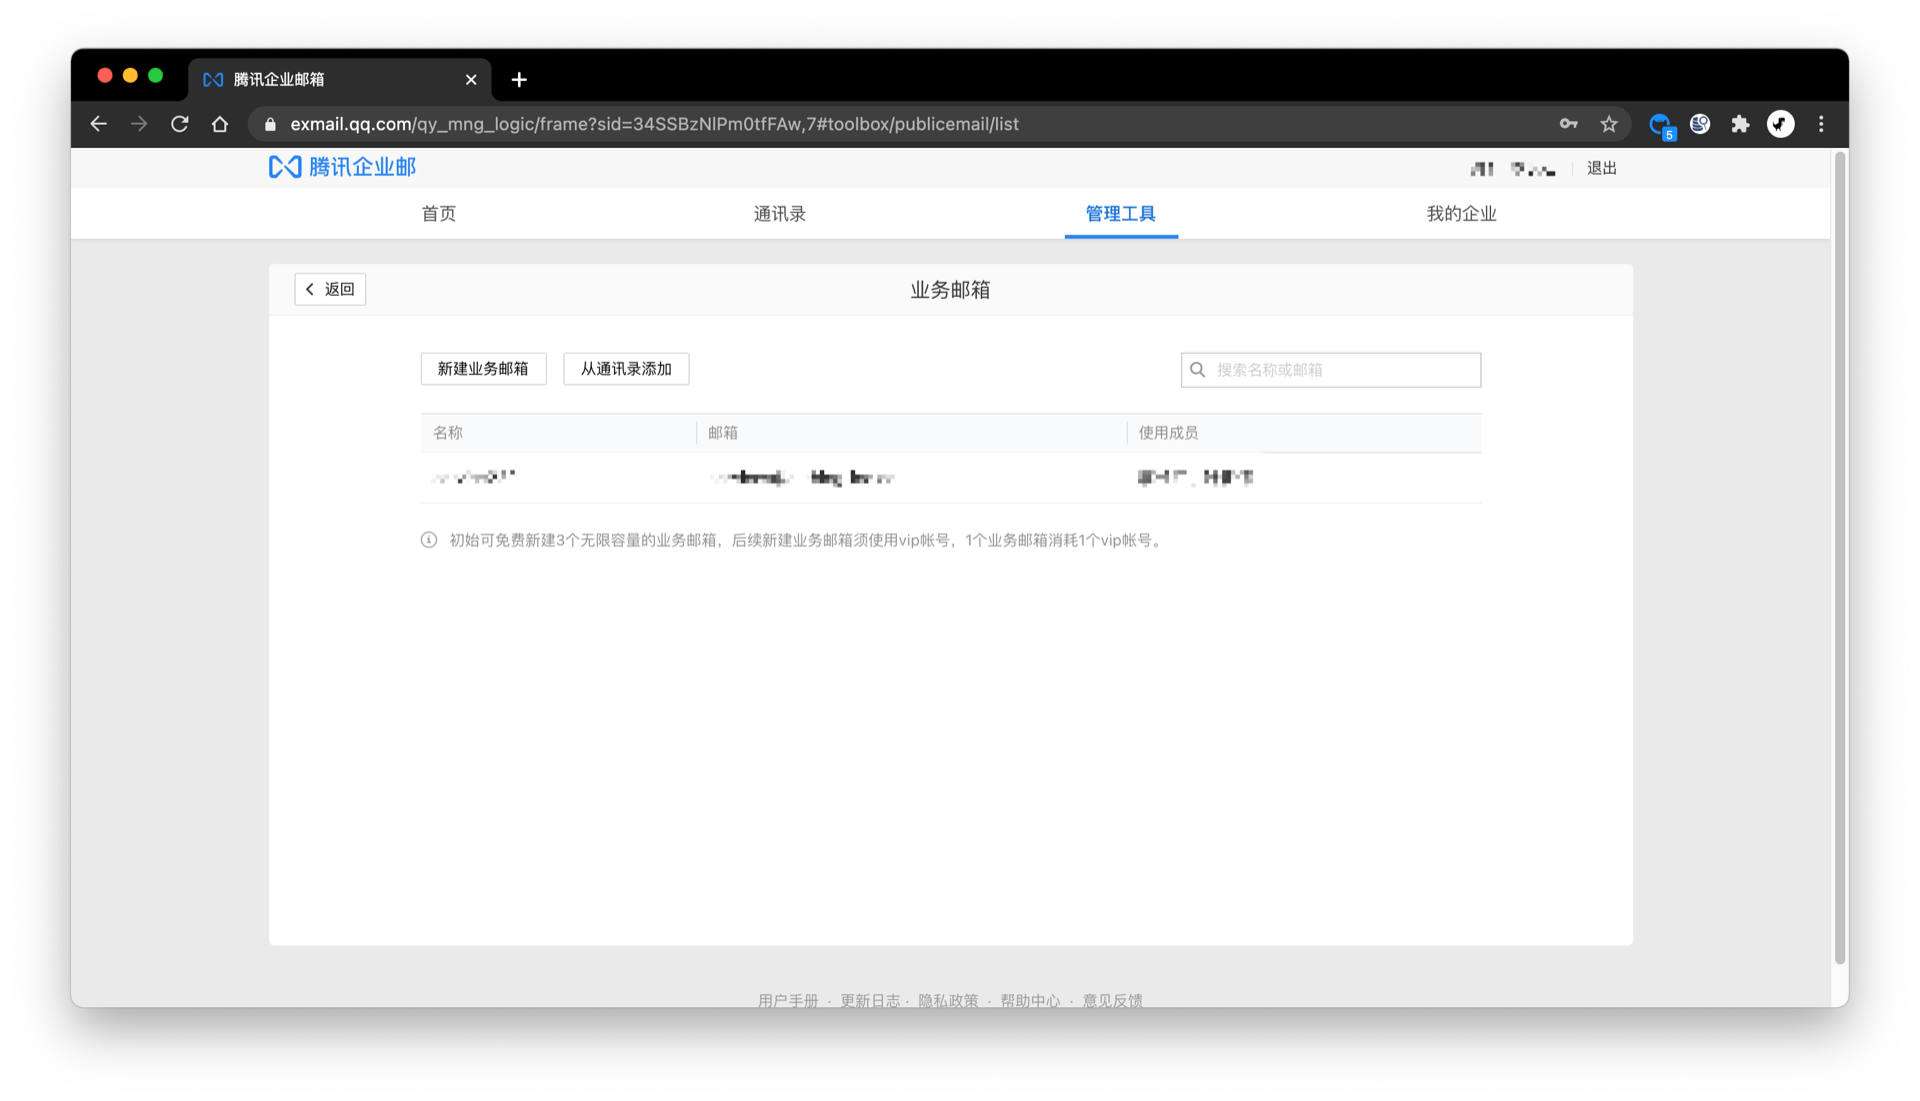 腾讯企业邮箱
exmail.qq.com/qy_mng_logic/frame?sid=34SSBzNlPm0tfFAw,7#toolbox/publicemail/list
5
腾讯企业邮
退出
首页 通讯录 管理工具 我的企业
返回
业务邮箱
新建业务邮箱 从通讯录添加 搜索名称或邮箱
名称 邮箱 使用成员
初始可免费新建3个无限容量的业务邮箱，后续新建业务邮箱须使用vip帐号，1个业务邮箱消耗1个vip帐号。
用户手册 · 更新日志 · 隐私政策 · 帮助中心 · 意见反馈